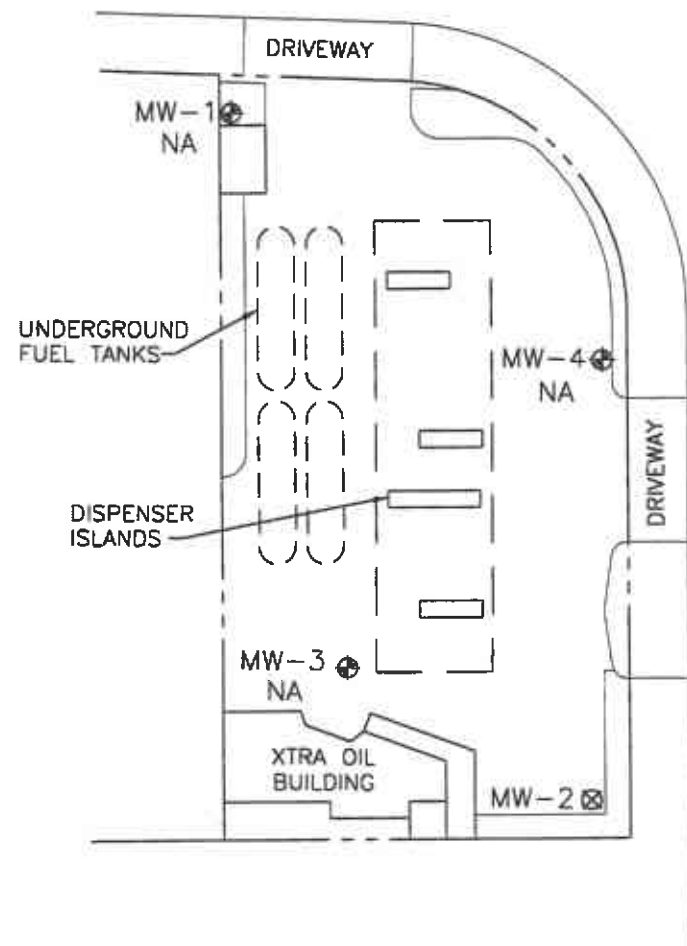 DRIVEWAY
MW-1
NA
UNDERGROUND
FUEL TANKS
MW-4
NA
DRIVEWAY
DISPENSER
ISLANDS
MW-3
NA
XTRA OIL
BUILDING
MW-2